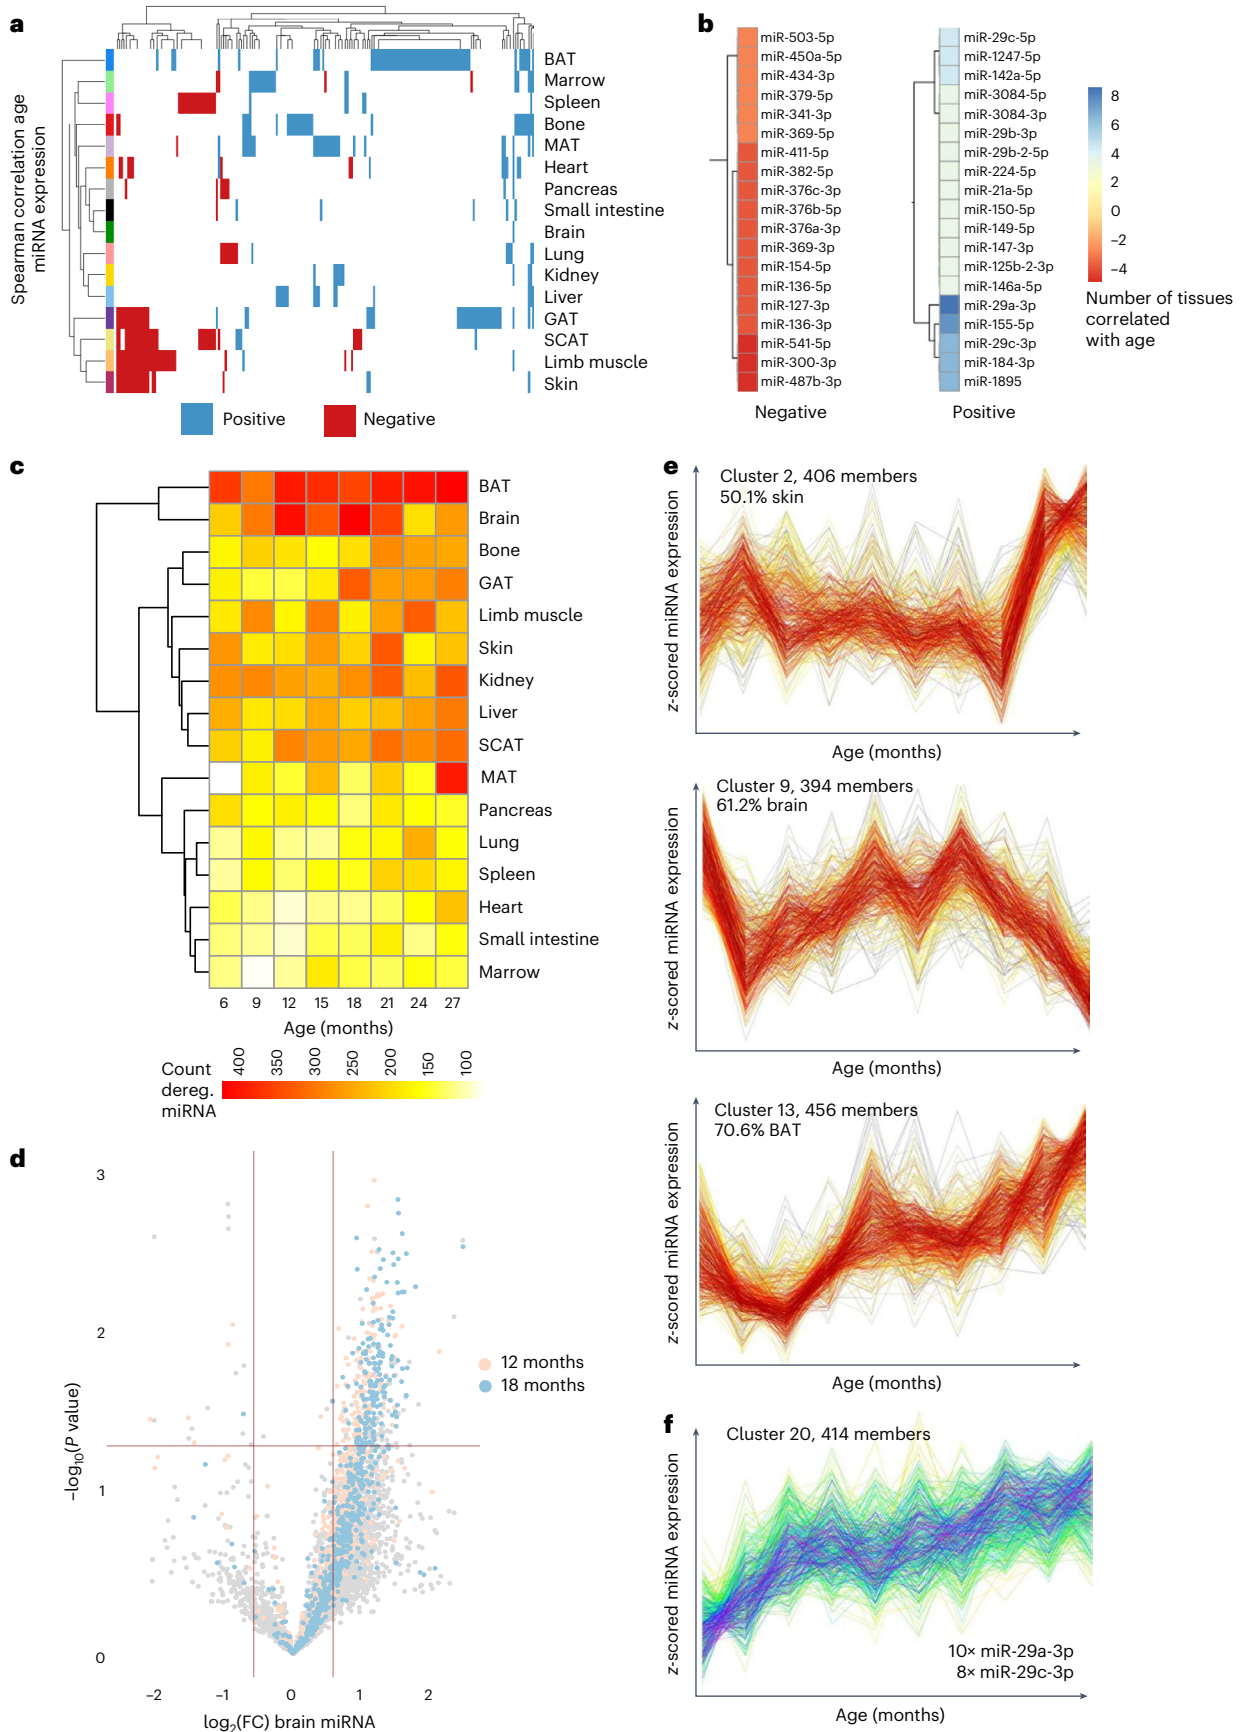 a
Spearman correlation age
miRNA expression
BAT
Marrow
Spleen
Bone
MAT
Heart
Pancreas
Small intestine
Brain
Lung
Kidney
Liver
GAT
SCAT
Limb muscle
Skin
Positive
Negative
b
miR-503-5p
miR-450a-5p
miR-434-3p
miR-379-5p
miR-341-3p
miR-369-5p
miR-411-5p
miR-382-5p
miR-376c-3p
miR-376b-5p
miR-376a-3p
miR-369-3p
miR-154-5p
miR-136-5p
miR-127-3p
miR-136-3p
miR-541-5p
miR-300-3p
miR-487b-3p
Negative
miR-29c-5p
miR-1247-5p
miR-142a-5p
miR-3084-5p
miR-3084-3p
miR-29b-3p
miR-29b-2-5p
miR-224-5p
miR-21a-5p
miR-150-5p
miR-149-5p
miR-147-3p
miR-125b-2-3p
miR-146a-5p
miR-29a-3p
miR-155-5p
miR-29c-3p
miR-184-3p
miR-1895
Positive
8
6
4
2
0
−2
−4
Number of tissues
correlated
with age
c
BAT
Brain
Bone
GAT
Limb muscle
Skin
Kidney
Liver
SCAT
MAT
Pancreas
Lung
Spleen
Heart
Small intestine
Marrow
6 9 12 15 18 21 24 27
Age (months)
Count
dereg.
miRNA
400 350 300 250 200 150 100
d
3
2
1
0
−log10(P value)
−2 −1 0 1 2
log2(FC) brain miRNA
12 months
18 months
e
Cluster 2, 406 members
50.1% skin
z-scored miRNA expression
Age (months)
Cluster 9, 394 members
61.2% brain
z-scored miRNA expression
Age (months)
Cluster 13, 456 members
70.6% BAT
z-scored miRNA expression
Age (months)
f
Cluster 20, 414 members
z-scored miRNA expression
10× miR-29a-3p
8× miR-29c-3p
Age (months)